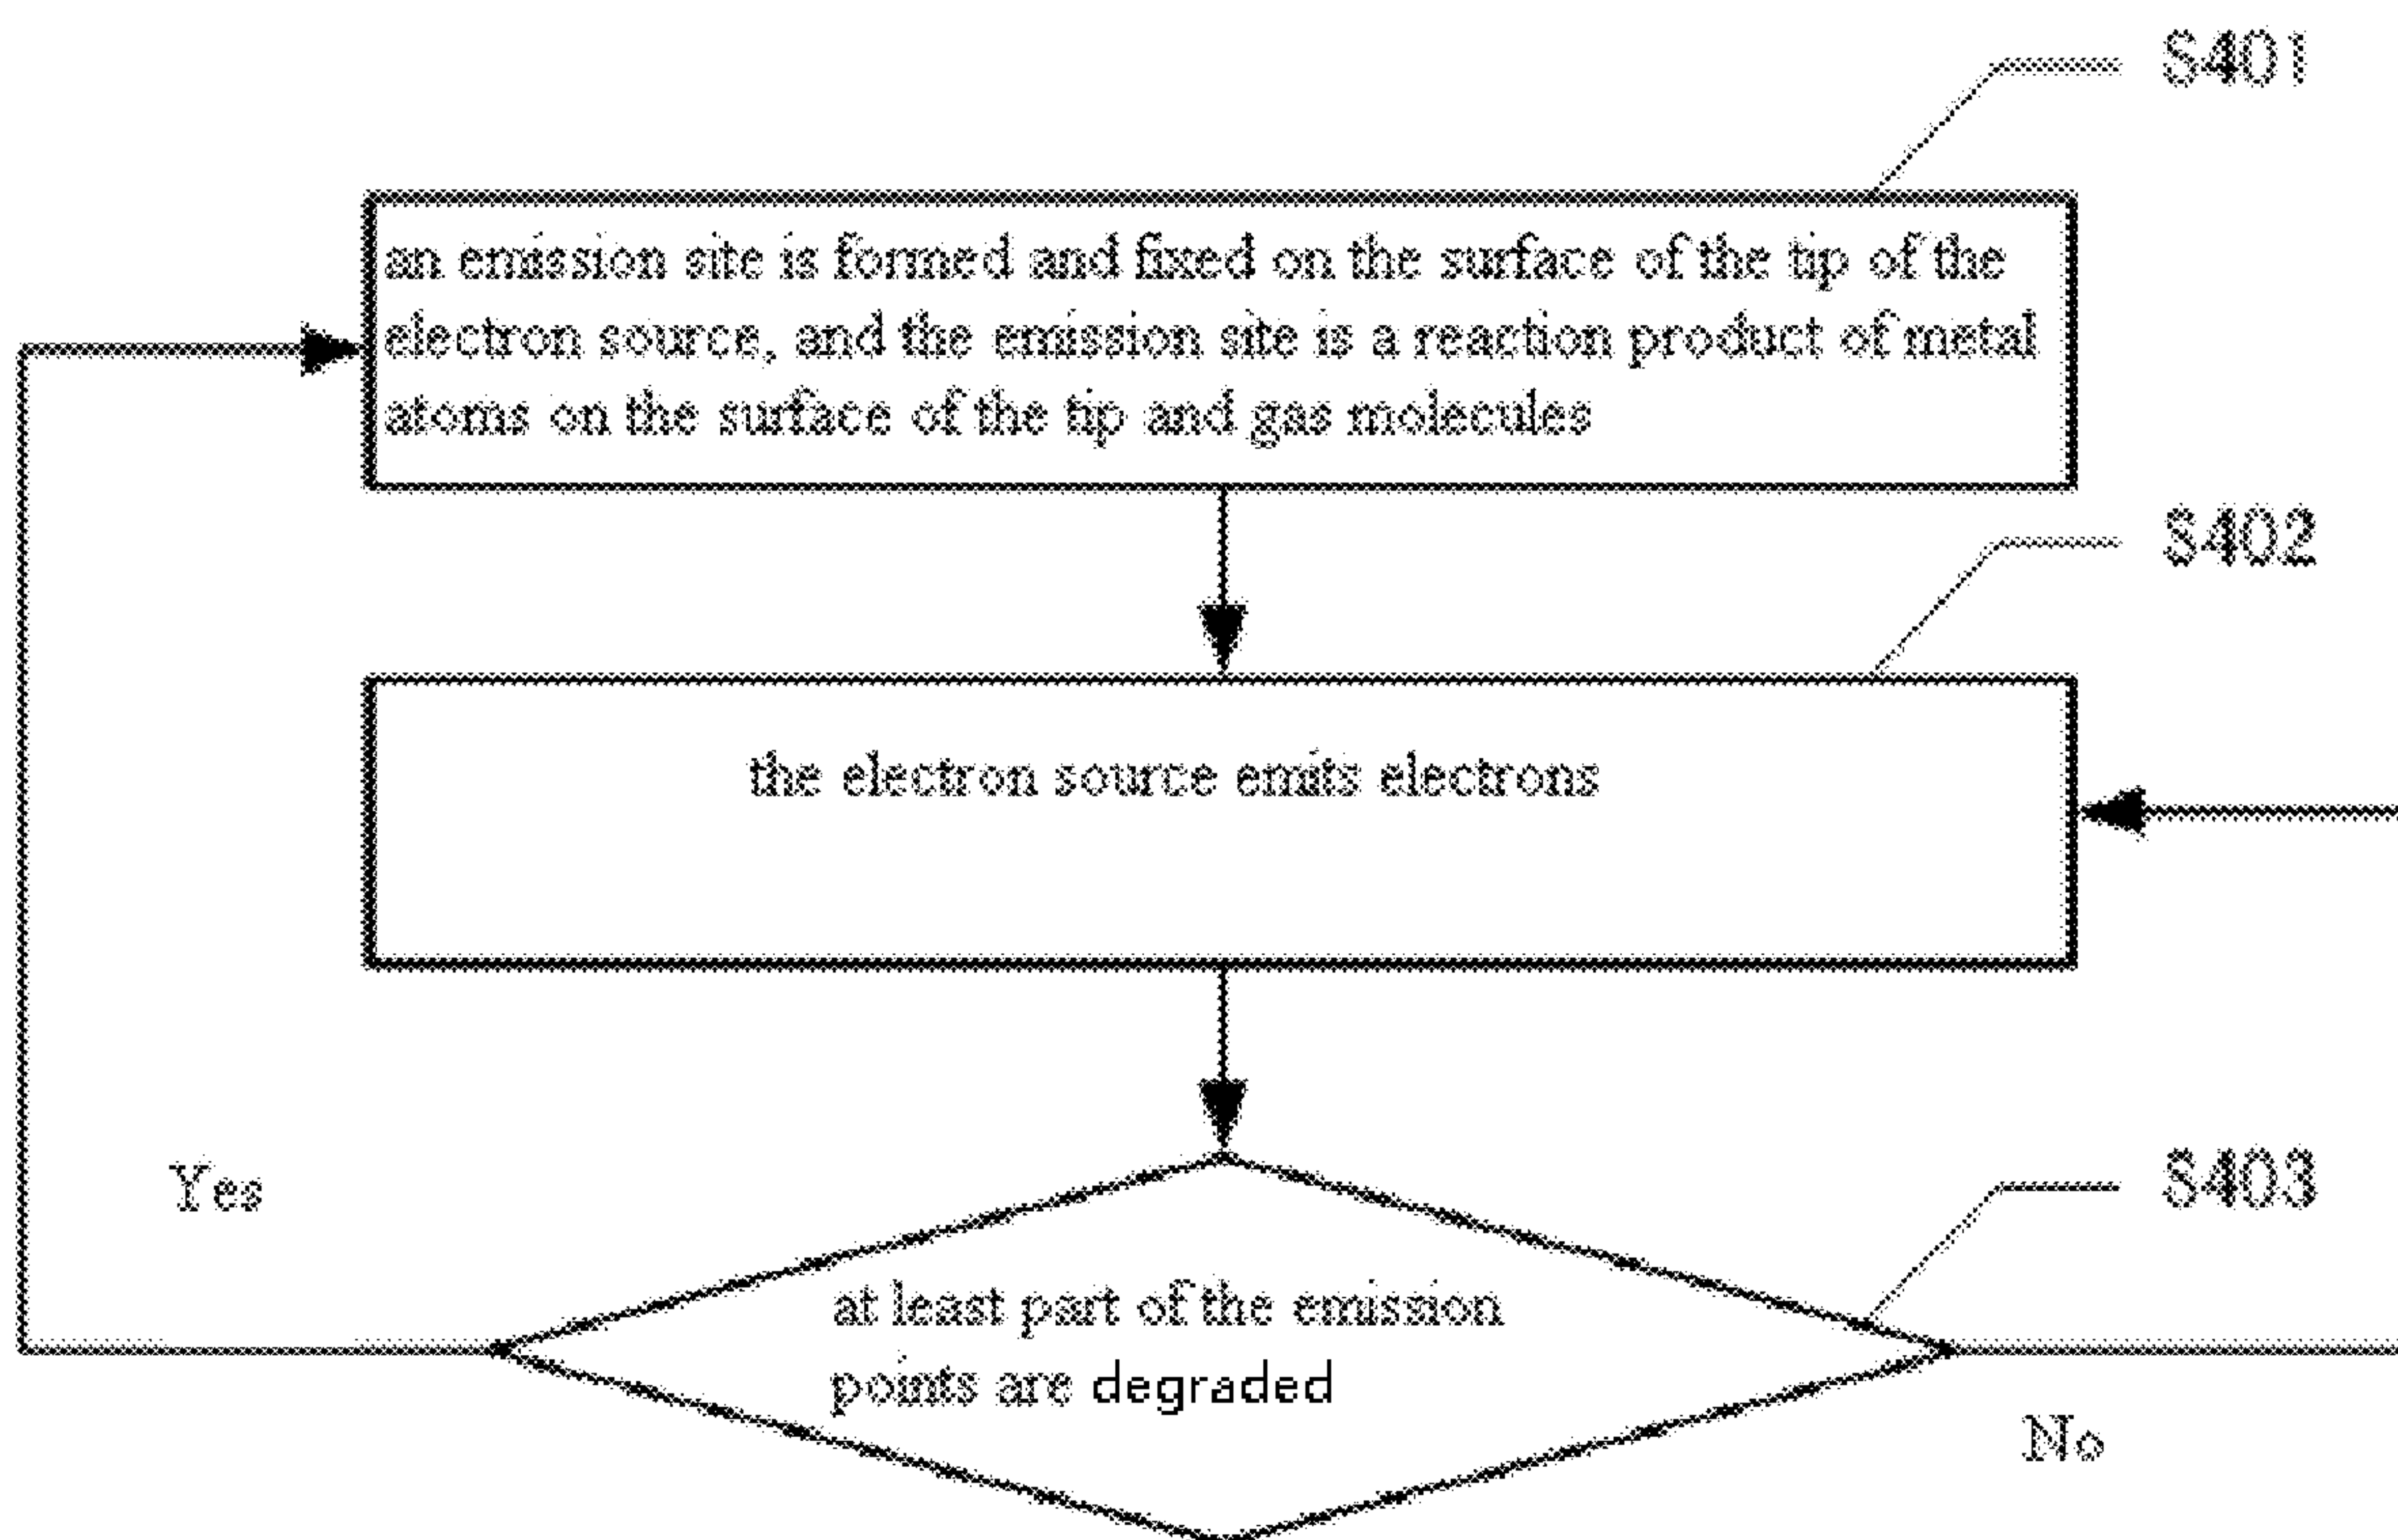 S401
an emission site is formed and fixed on the surface of the tip of the
electron source, and the emission site is a reaction product of metal
atoms on the surface of the tip and gas molecules
S402
the electron source emits electrons
Yes
S403
at least part of the emission
points are degraded
No